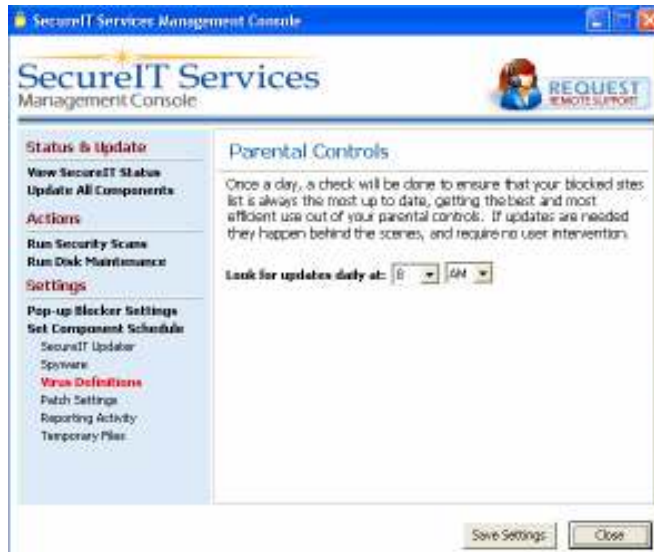 SecureIT Services Management Console
SecureIT Services
Management Console
REQUEST
REMOTE SUPPORT
Status & Update
View SecureIT Status
Update All Components
Actions
Run Security Scans
Run Disk Maintenance
Settings
Pop-up Blocker Settings
Set Component Schedule
SecureIT Updater
Spyware
Virus Definitions
Patch Settings
Reporting Activity
Temporary Files
Parental Controls
Once a day, a check will be done to ensure that your blocked sites
list is always the most up to date, getting the best and most
efficient use out of your parental controls. If updates are needed
they happen behind the scenes, and require no user intervention.
Look for updates daily at: 8 AM
Save Settings
Close